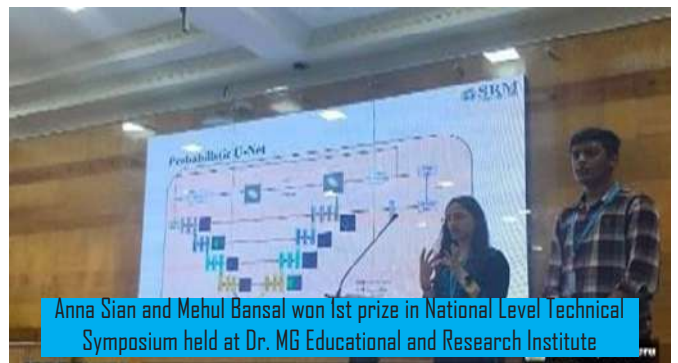 SRM
Probabilistic U-Net
Anna Sian and Mehul Bansal won 1st prize in National Level Technical
Symposium held at Dr. MG Educational and Research Institute